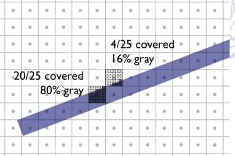 4/25 covered
16% gray
20/25 covered
80% gray